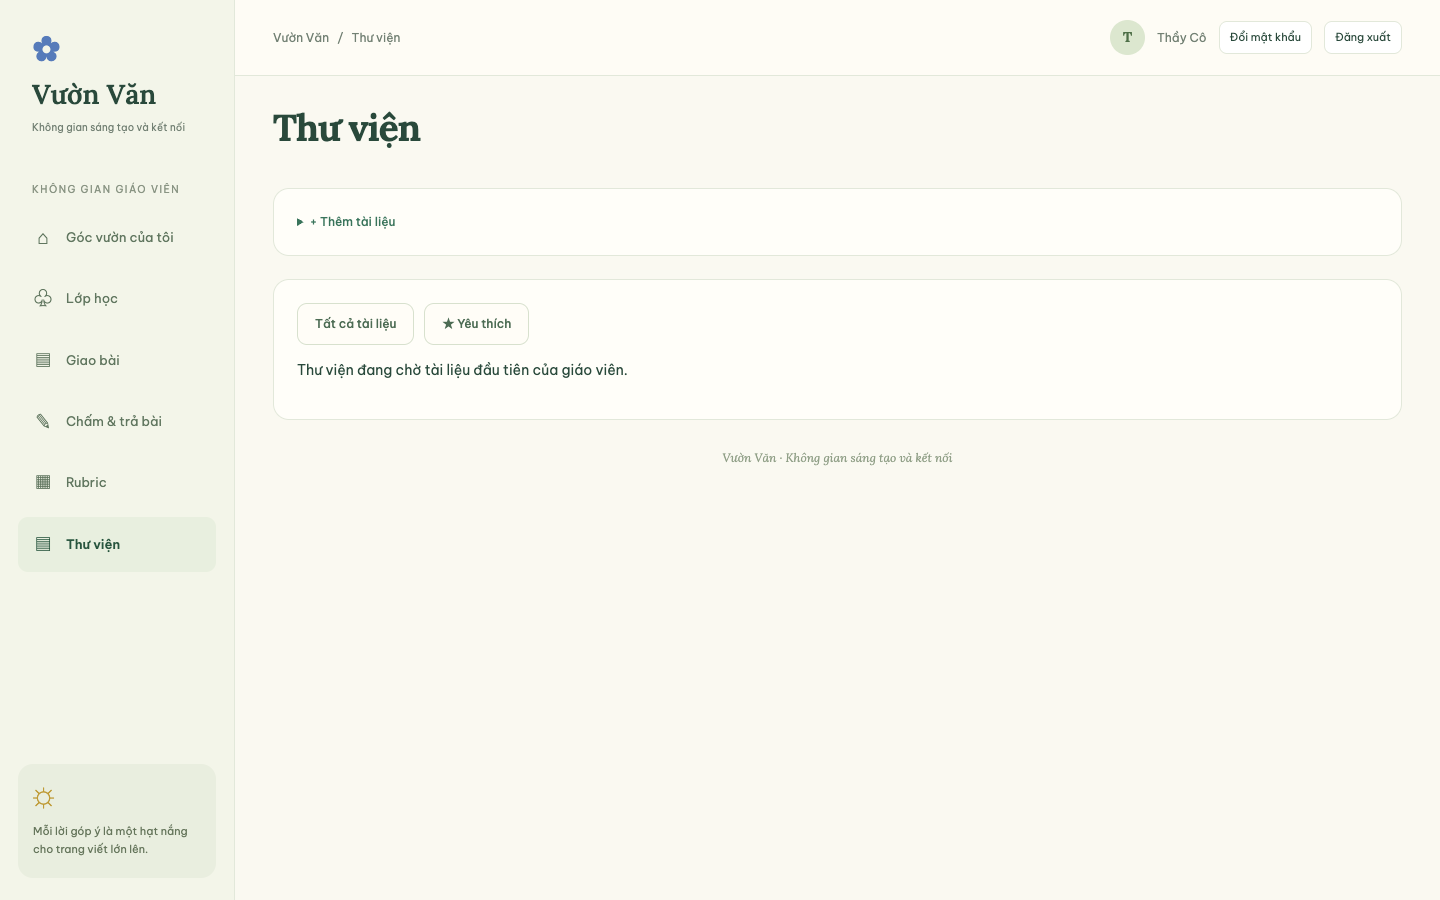 Vườn Văn
Không gian sáng tạo và kết nối
KHÔNG GIAN GIÁO VIÊN
Góc vườn của tôi
Lớp học
Giao bài
Chấm & trả bài
Rubric
Thư viện
Mỗi lời góp ý là một hạt nắng
cho trang viết lớn lên.
Vườn Văn / Thư viện
T Thầy Cô Đổi mật khẩu Đăng xuất
Thư viện
+ Thêm tài liệu
Tất cả tài liệu ★ Yêu thích
Thư viện đang chờ tài liệu đầu tiên của giáo viên.
Vườn Văn · Không gian sáng tạo và kết nối